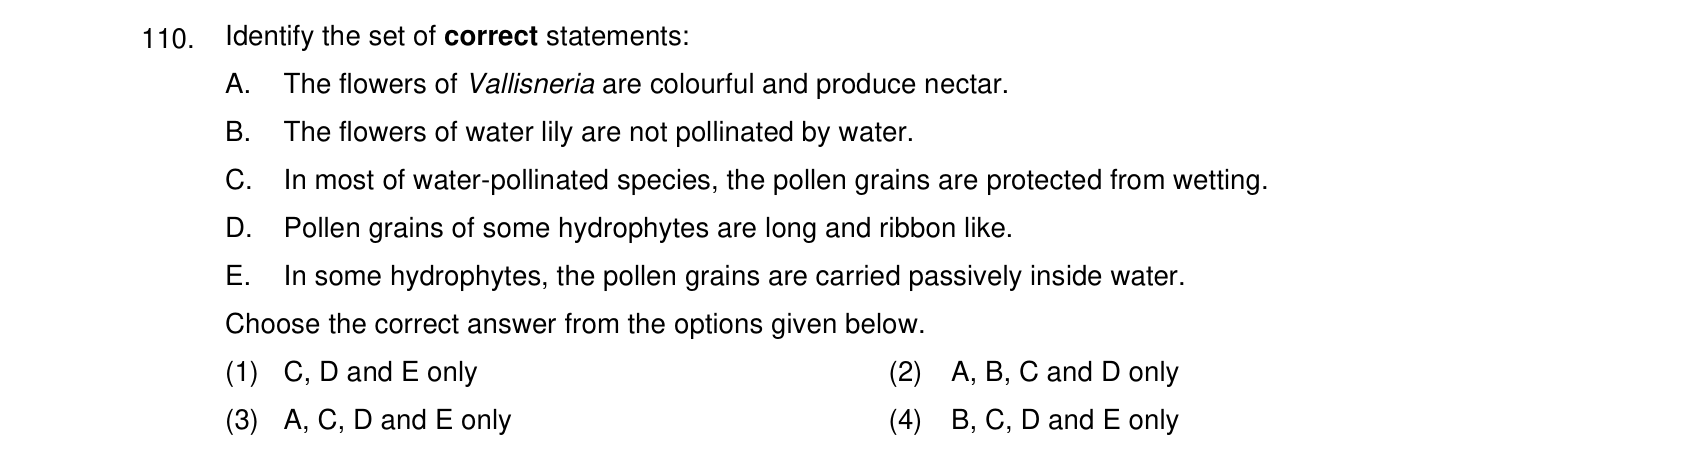 110. Identify the set of correct statements:
A. The flowers of Vallisneria are colourful and produce nectar.
B. The flowers of water lily are not pollinated by water.
C. In most of water-pollinated species, the pollen grains are protected from wetting.
D. Pollen grains of some hydrophytes are long and ribbon like.
E. In some hydrophytes, the pollen grains are carried passively inside water.
Choose the correct answer from the options given below.
(1) C, D and E only (2) A, B, C and D only
(3) A, C, D and E only (4) B, C, D and E only